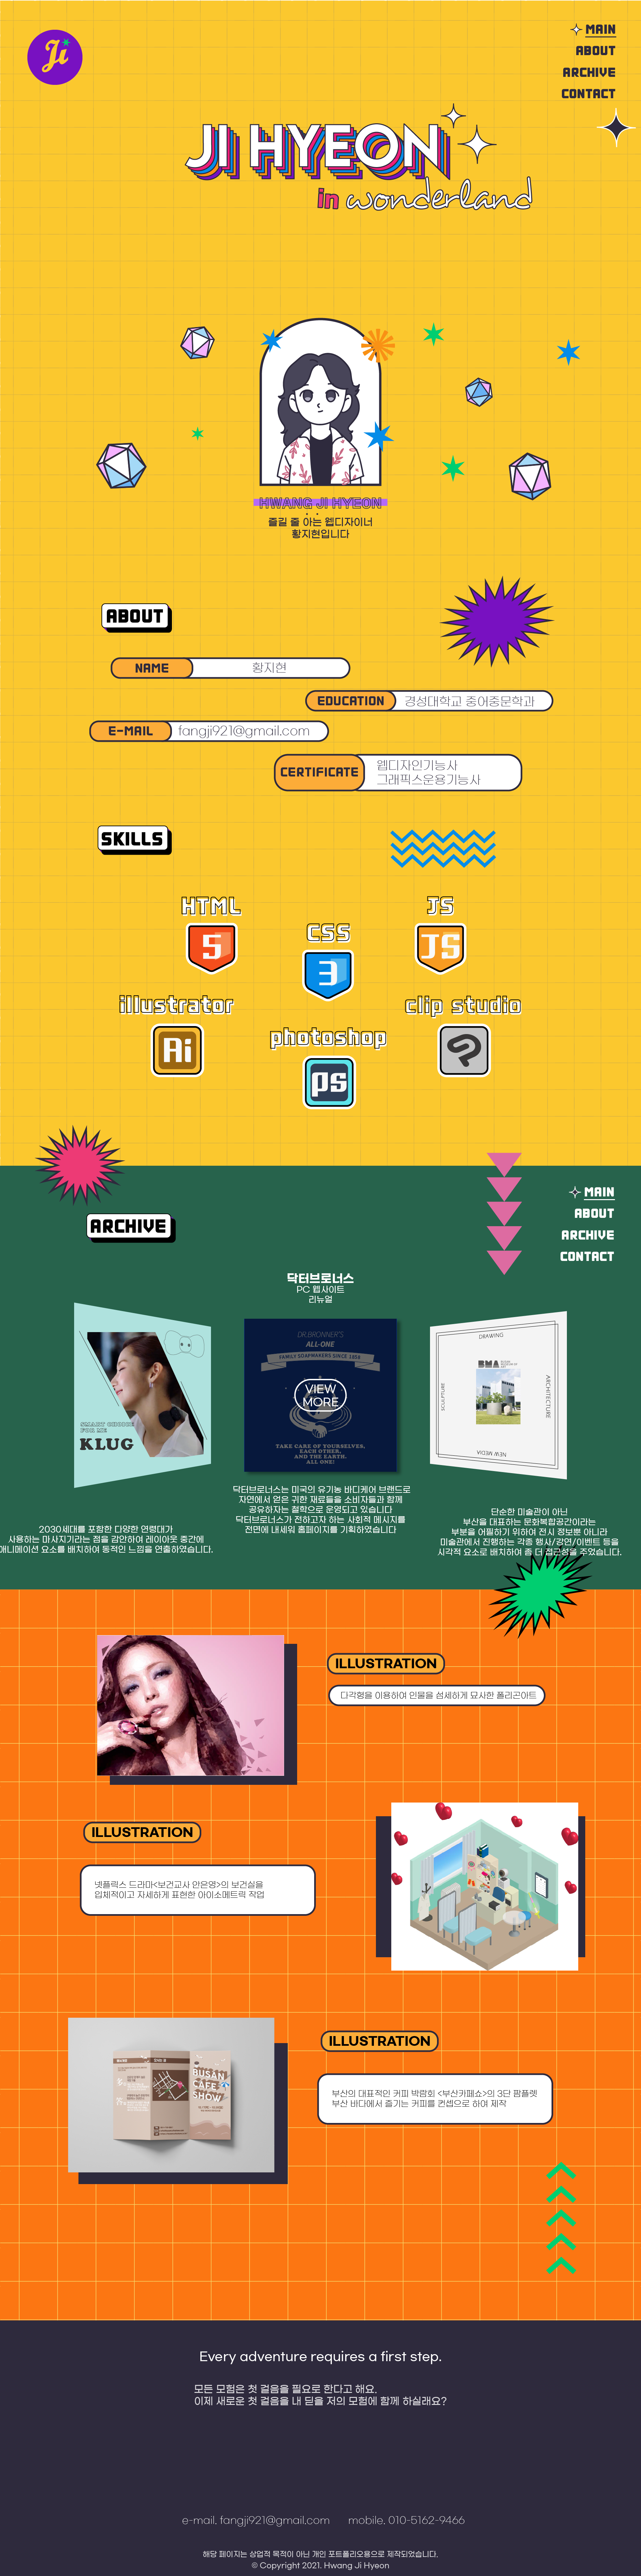 Ji
MAIN
ABOUT
ARCHIVE
CONTACT
JI HYEON
in wonderland
HWANG JI HYEON
즐길 줄 아는 웹디자이너
황지현입니다
ABOUT
NAME 황지현
EDUCATION 경성대학교 중어중문학과
E-MAIL fangji921@gmail.com
CERTIFICATE 웹디자인기능사
그래픽스운용기능사
SKILLS
HTML
5
CSS
3
JS
JS
illustrator
Ai
photoshop
ps
clip studio
ARCHIVE
MAIN
ABOUT
ARCHIVE
CONTACT
닥터브로너스
PC 웹사이트
리뉴얼
SMART CHOICE
FOR ME
KLUG
2030세대를 포함한 다양한 연령대가
사용하는 마사지기라는 점을 감안하여 레이아웃 중간에
애니메이션 요소를 배치하여 동적인 느낌을 연출하였습니다.
DR.BRONNER'S
ALL-ONE
FAMILY SOAPMAKERS SINCE 1858
VIEW
MORE
TAKE CARE OF YOURSELVES,
EACH OTHER,
AND THE EARTH.
ALL ONE!
닥터브로너스는 미국의 유기농 바디케어 브랜드로
자연에서 얻은 귀한 재료들을 소비자들과 함께
공유하자는 철학으로 운영되고 있습니다
닥터브로너스가 전하고자 하는 사회적 메시지를
전면에 내세워 홈페이지를 기획하였습니다
DRAWING
SCULPTURE
BMA
ARCHITECTURE
NEW MEDIA
단순한 미술관이 아닌
부산을 대표하는 문화복합공간이라는
부분을 어필하기 위하여 전시 정보뿐 아니라
미술관에서 진행하는 각종 행사/강연/이벤트 등을
시각적 요소로 배치하여 좀 더 를 주었습니다.
ILLUSTRATION
다각형을 이용하여 인물을 섬세하게 묘사한 폴리곤아트
ILLUSTRATION
넷플릭스 드라마<보건교사 안은영>의 보건실을
입체적이고 자세하게 표현한 아이소메트릭 작업
BUSAN
CAFE
SHOW
ILLUSTRATION
부산의 대표적인 커피 박람회 <부산카페쇼>의 3단 팜플렛
부산 바다에서 즐기는 커피를 컨셉으로 하여 제작
Every adventure requires a first step.
모든 모험은 첫 걸음을 필요로 한다고 해요.
이제 새로운 첫 걸음을 내 딛을 저의 모험에 함께 하실래요?
e-mail. fangji921@gmail.com mobile. 010-5162-9466
해당 페이지는 상업적 목적이 아닌 개인 포트폴리오용으로 제작되었습니다.
© Copyright 2021. Hwang Ji Hyeon